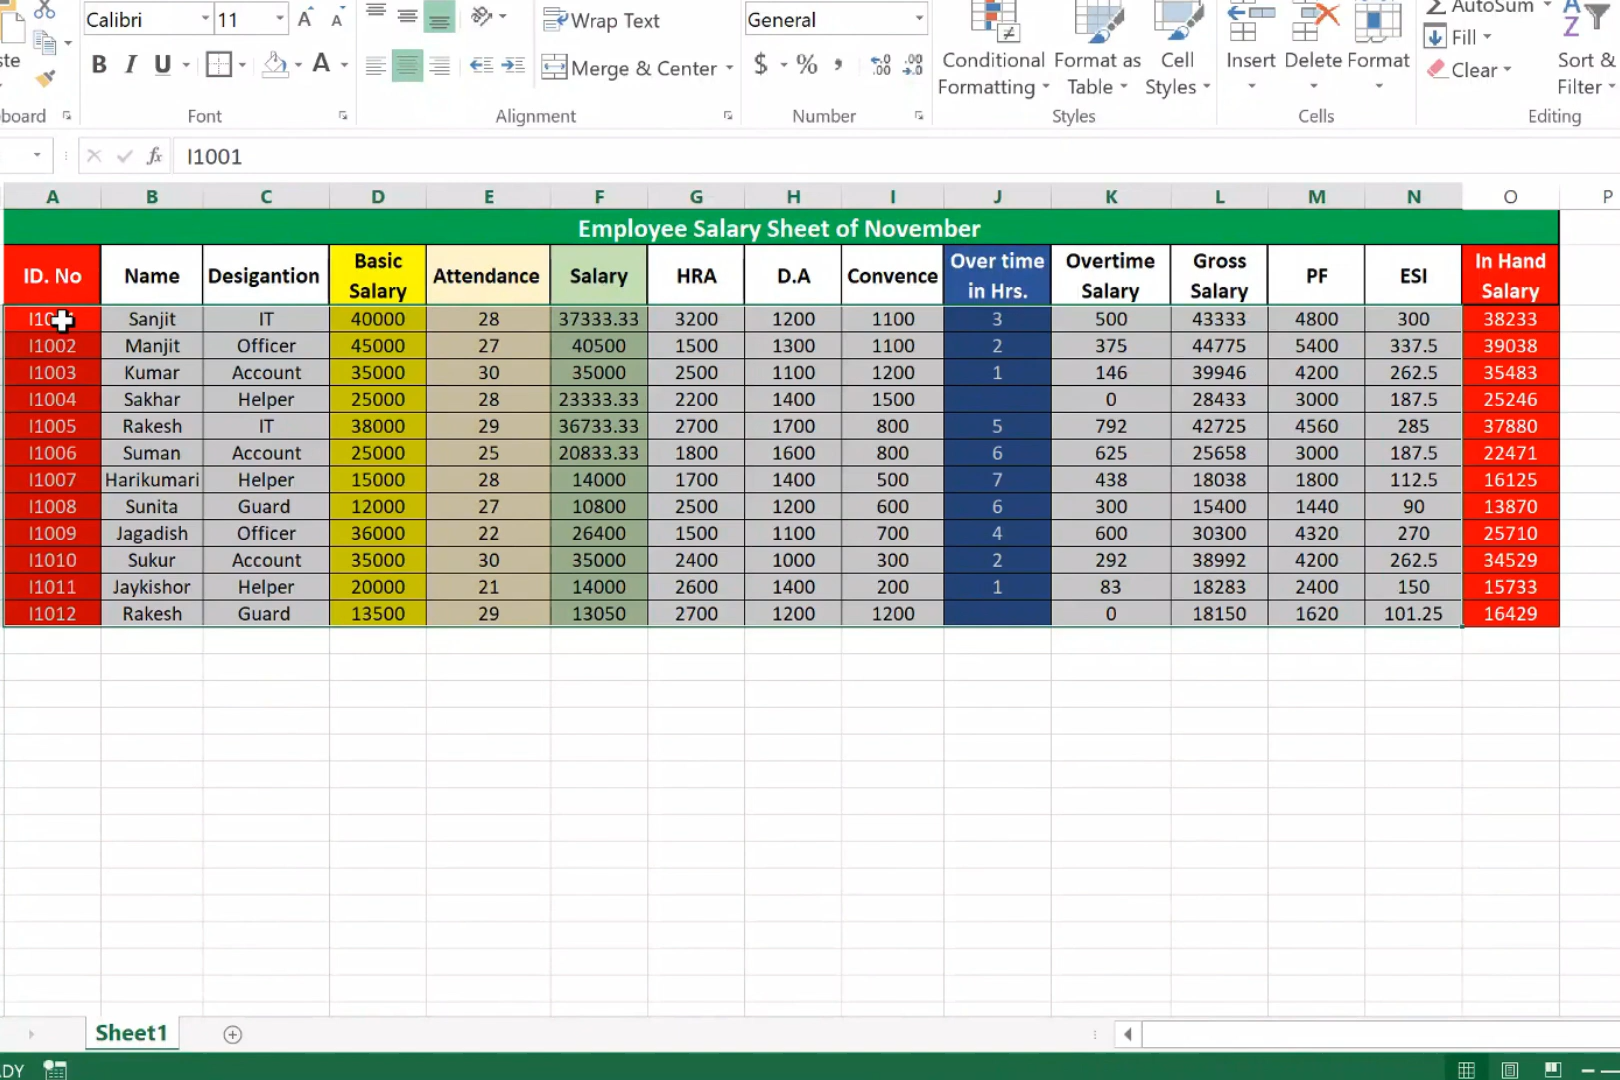 Calibri 11 A A Wrap Text General AutoSum
B I U A Merge & Center $ % , Conditional Formatting Format as Table Cell Styles Insert Delete Format Fill Clear Sort & Filter
Font Alignment Number Styles Cells Editing
fx I1001
A B C D E F G H I J K L M N O P
Employee Salary Sheet of November
ID. No Name Desigantion Basic Salary Attendance Salary HRA D.A Convence Over time in Hrs. Overtime Salary Gross Salary PF ESI In Hand Salary
Sanjit IT 40000 28 37333.33 3200 1200 1100 3 500 43333 4800 300 38233
I1002 Manjit Officer 45000 27 40500 1500 1300 1100 2 375 44775 5400 337.5 39038
I1003 Kumar Account 35000 30 35000 2500 1100 1200 1 146 39946 4200 262.5 35483
I1004 Sakhar Helper 25000 28 23333.33 2200 1400 1500 0 28433 3000 187.5 25246
I1005 Rakesh IT 38000 29 36733.33 2700 1700 800 5 792 42725 4560 285 37880
I1006 Suman Account 25000 25 20833.33 1800 1600 800 6 625 25658 3000 187.5 22471
I1007 Harikumari Helper 15000 28 14000 1700 1400 500 7 438 18038 1800 112.5 16125
I1008 Sunita Guard 12000 27 10800 2500 1200 600 6 300 15400 1440 90 13870
I1009 Jagadish Officer 36000 22 26400 1500 1100 700 4 600 30300 4320 270 25710
I1010 Sukur Account 35000 30 35000 2400 1000 300 2 292 38992 4200 262.5 34529
I1011 Jaykishor Helper 20000 21 14000 2600 1400 200 1 83 18283 2400 150 15733
I1012 Rakesh Guard 13500 29 13050 2700 1200 1200 0 18150 1620 101.25 16429
Sheet1